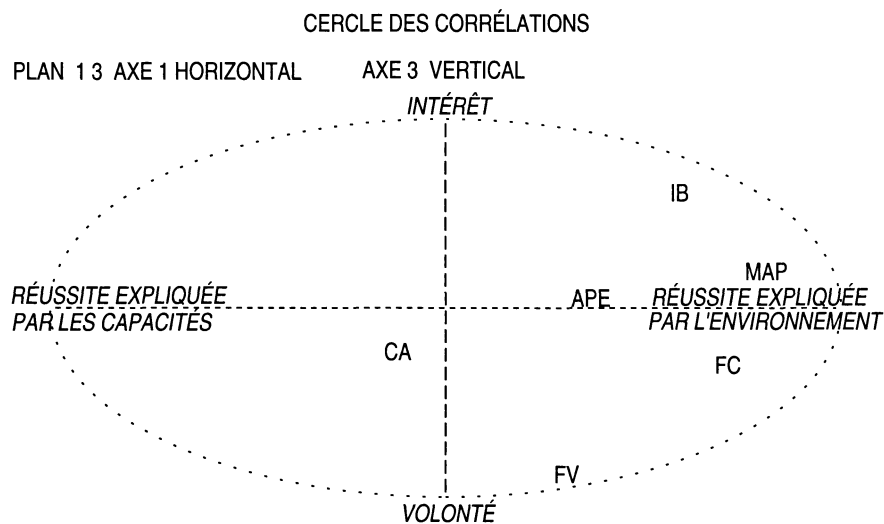 CERCLE DES CORRÉLATIONS
PLAN 1 3 AXE 1 HORIZONTAL AXE 3 VERTICAL
INTÉRÊT
IB
MAP
RÉUSSITE EXPLIQUÉE
PAR LES CAPACITÉS
APE
RÉUSSITE EXPLIQUÉE
PAR L'ENVIRONNEMENT
CA
FC
FV
VOLONTÉ